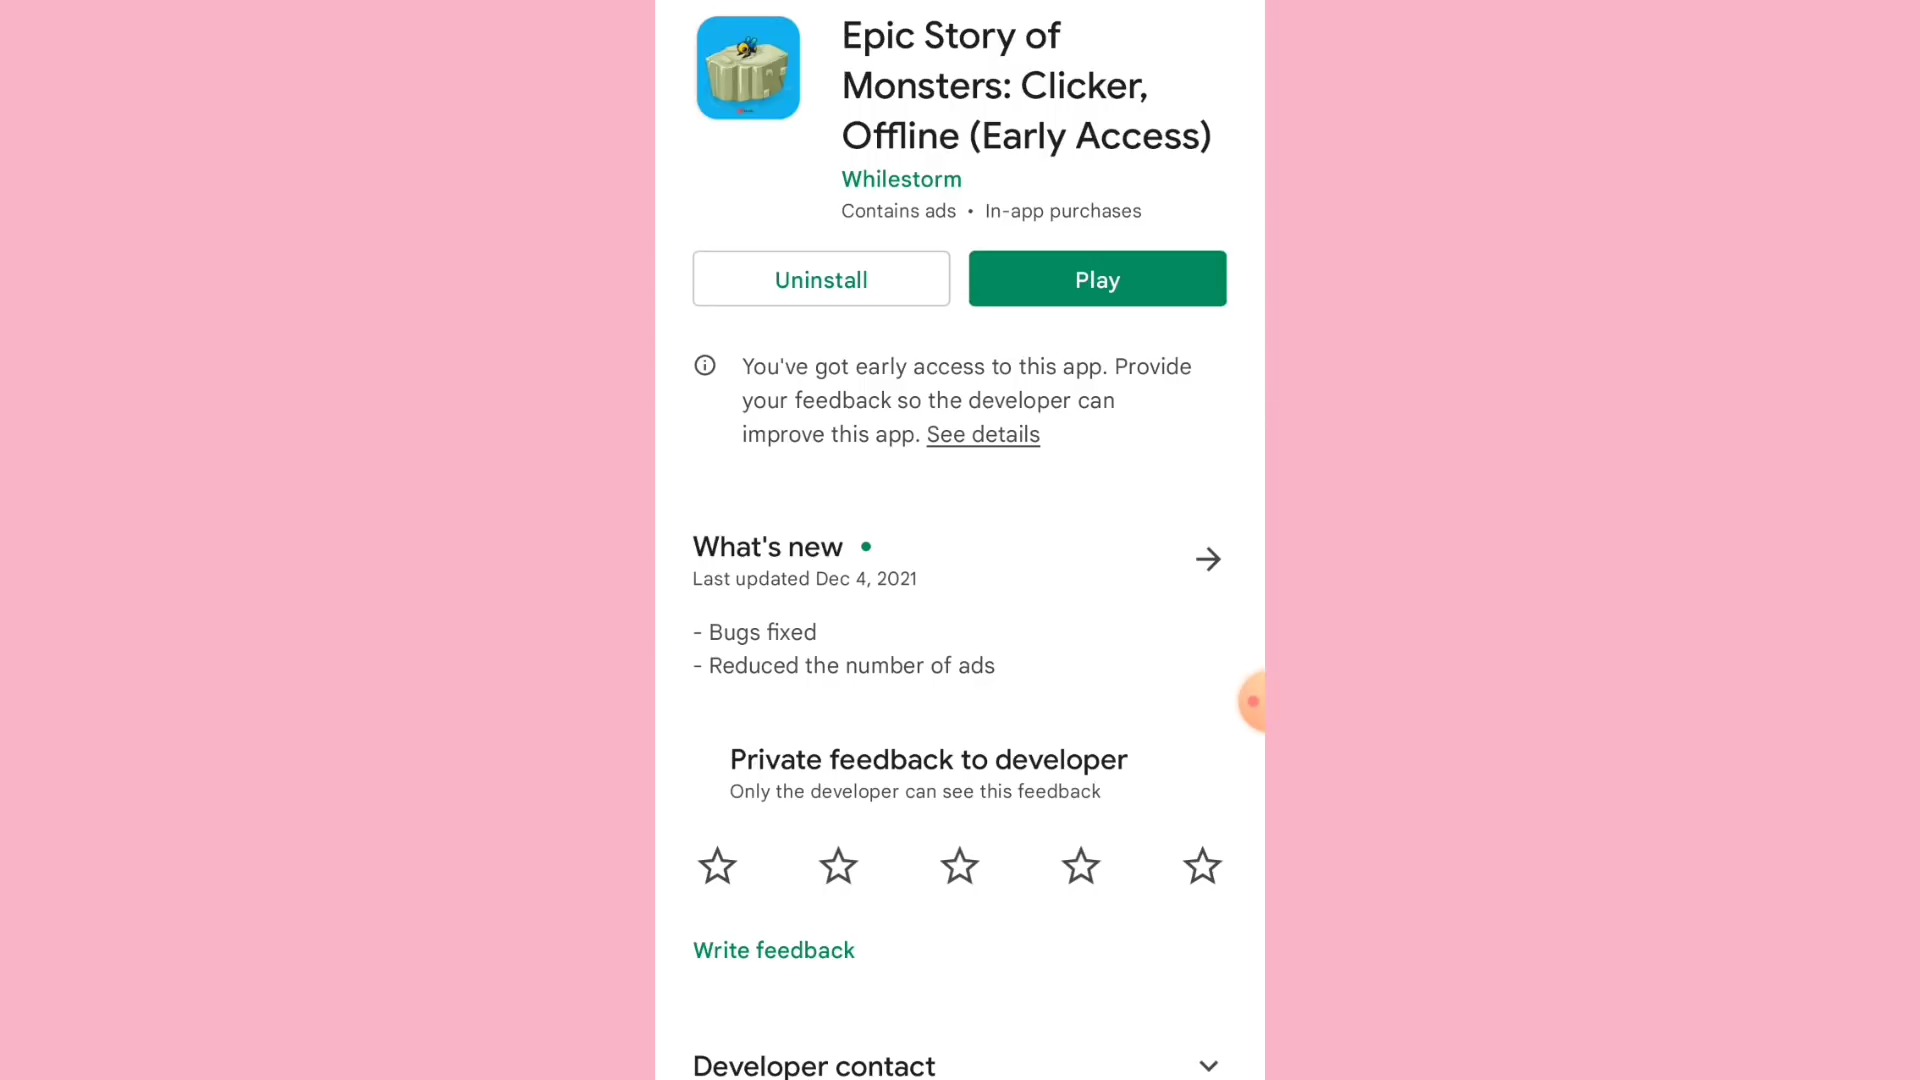 Epic Story of
Monsters: Clicker,
Offline (Early Access)
Whilestorm
Contains ads • In-app purchases
Uninstall
Play
You've got early access to this app. Provide
your feedback so the developer can
improve this app. See details
What's new •
Last updated Dec 4, 2021
- Bugs fixed
- Reduced the number of ads
Private feedback to developer
Only the developer can see this feedback
Write feedback
Developer contact